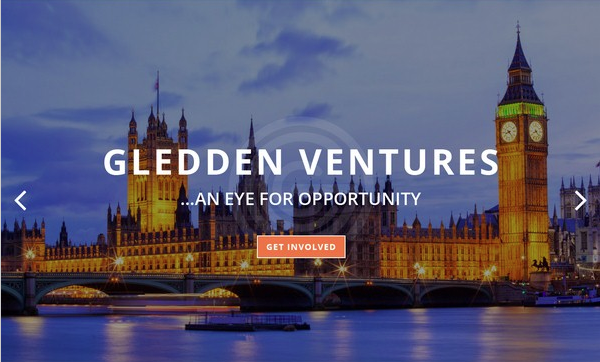 GLEDDEN VENTURES
...AN EYE FOR OPPORTUNITY
GET INVOLVED